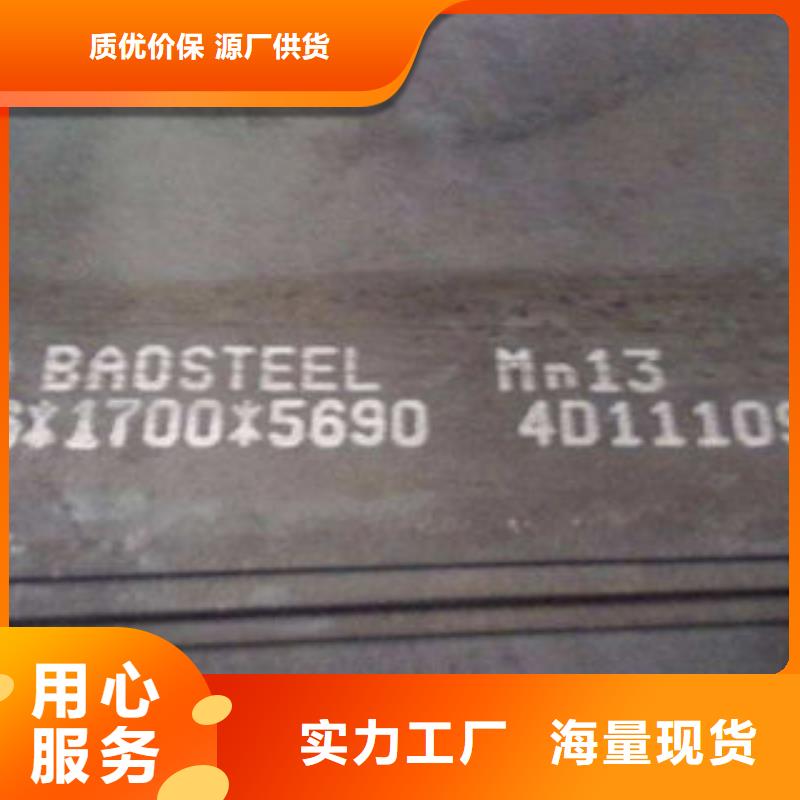 质优价保 源厂供货
BAOSTEEL Mn13
*1700*5690 4D1110
用心
服务
实力工厂 海量现货